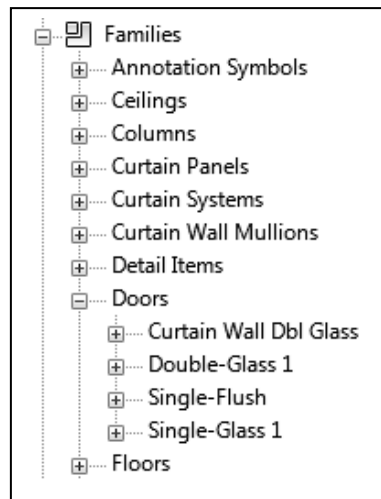 Families
Annotation Symbols
Ceilings
Columns
Curtain Panels
Curtain Systems
Curtain Wall Mullions
Detail Items
Doors
Curtain Wall Dbl Glass
Double-Glass 1
Single-Flush
Single-Glass 1
Floors